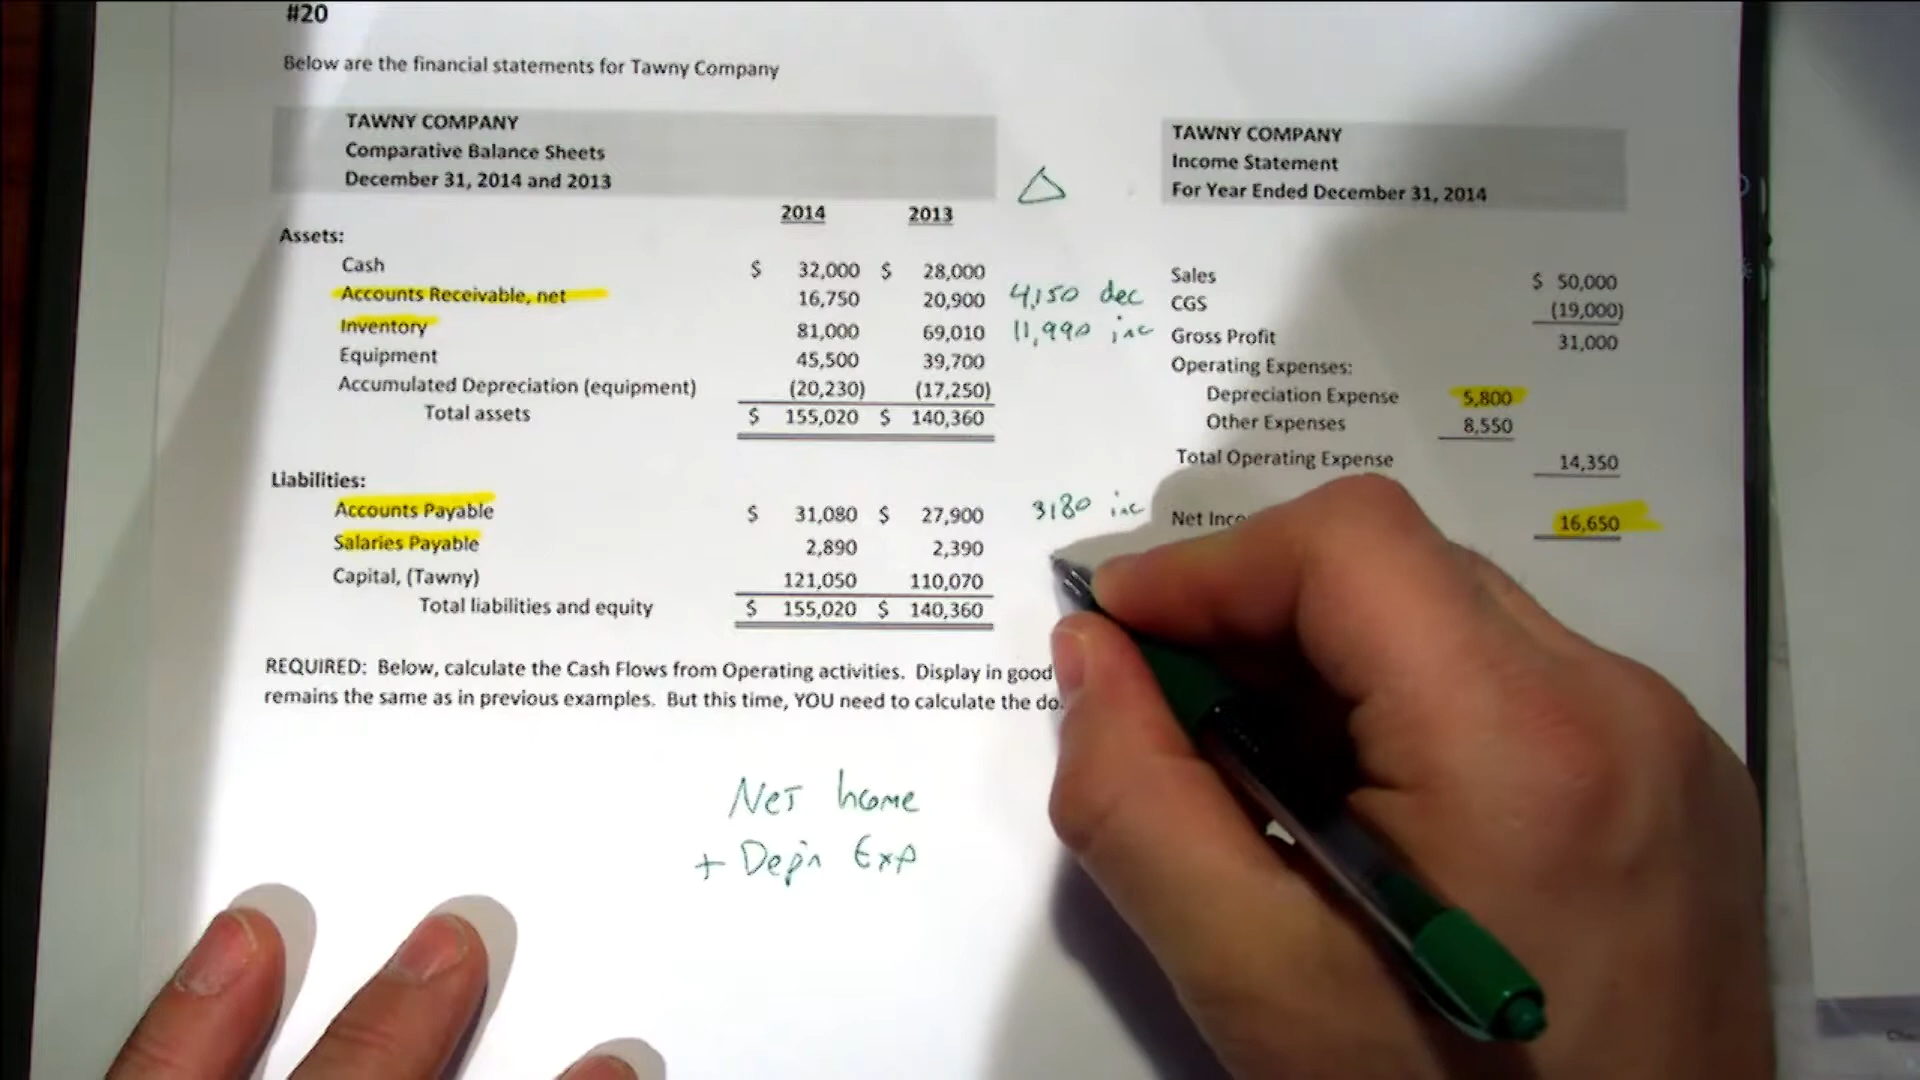 #20
Below are the financial statements for Tawny Company
TAWNY COMPANY
Comparative Balance Sheets
December 31, 2014 and 2013
2014 2013
Assets:
Cash $ 32,000 $ 28,000
Accounts Receivable, net 16,750 20,900 4,150 dec
Inventory 81,000 69,010 11,990 inc
Equipment 45,500 39,700
Accumulated Depreciation (equipment) (20,230) (17,250)
Total assets $ 155,020 $ 140,360
Liabilities:
Accounts Payable $ 31,080 $ 27,900 3180 inc
Salaries Payable 2,890 2,390
Capital, (Tawny) 121,050 110,070
Total liabilities and equity $ 155,020 $ 140,360
TAWNY COMPANY
Income Statement
For Year Ended December 31, 2014
Sales $ 50,000
CGS (19,000)
Gross Profit 31,000
Operating Expenses:
Depreciation Expense 5,800
Other Expenses 8,550
Total Operating Expense 14,350
Net Inco 16,650
REQUIRED: Below, calculate the Cash Flows from Operating activities. Display in good
remains the same as in previous examples. But this time, YOU need to calculate the do
Net Income
+ Dep'n Exp